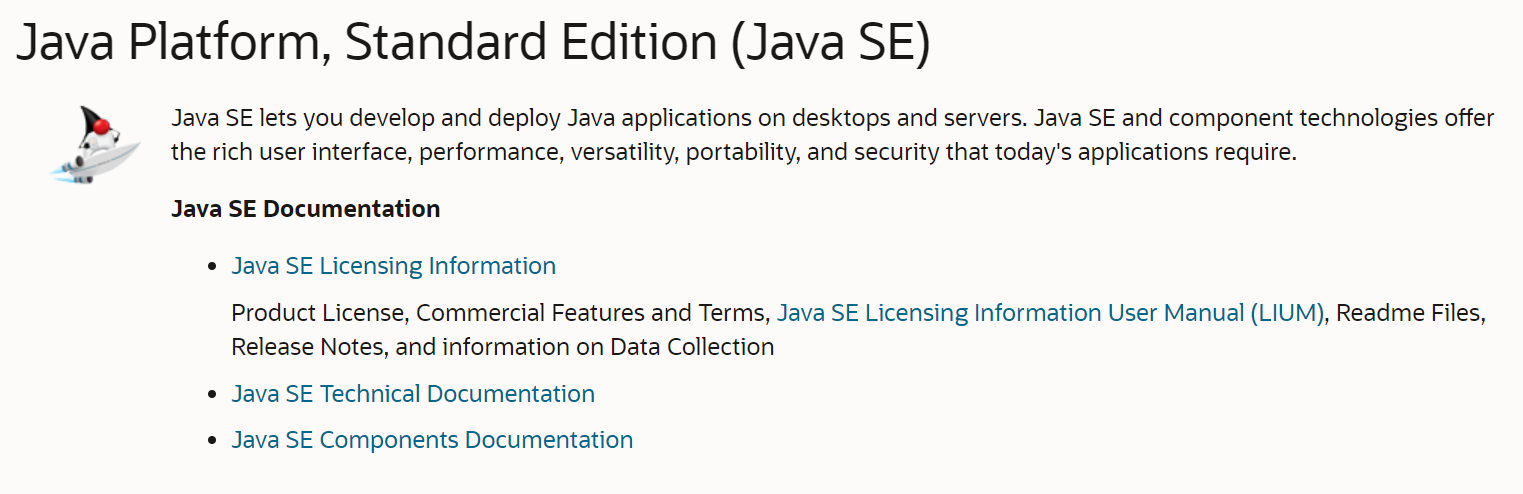 Java Platform, Standard Edition (Java SE)
Java SE lets you develop and deploy Java applications on desktops and servers. Java SE and component technologies offer
the rich user interface, performance, versatility, portability, and security that today's applications require.
Java SE Documentation
• Java SE Licensing Information
Product License, Commercial Features and Terms, Java SE Licensing Information User Manual (LIUM), Readme Files,
Release Notes, and information on Data Collection
• Java SE Technical Documentation
• Java SE Components Documentation